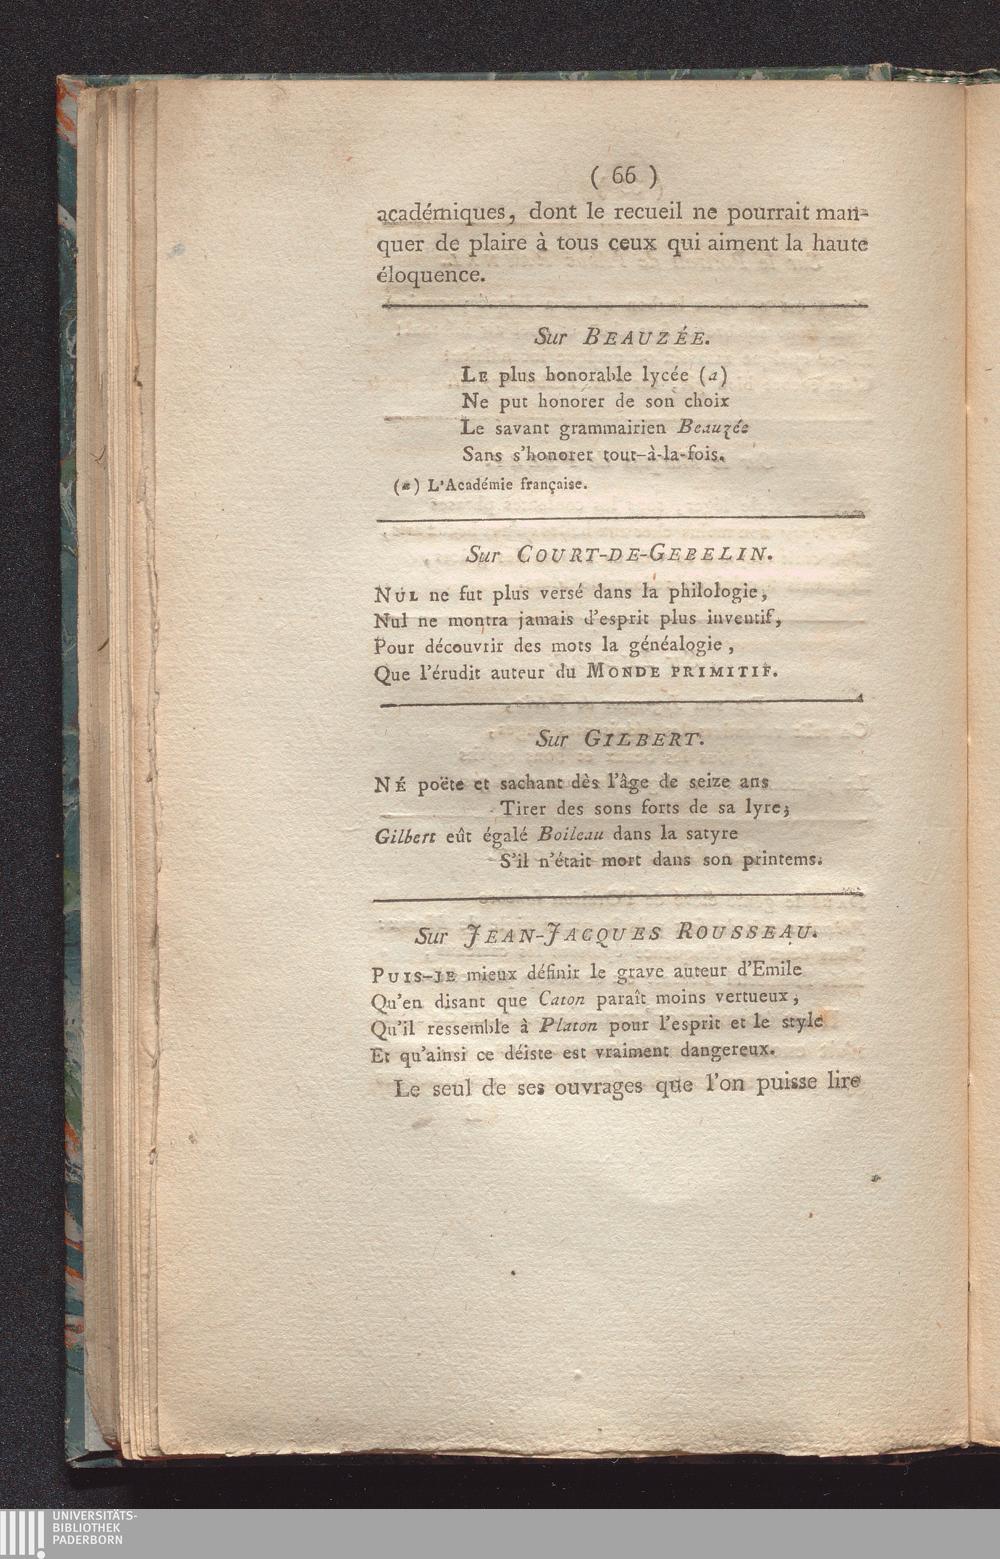 ( 66 )
académiques, dont le recueil ne pourrait man-
quer de plaire à tous ceux qui aiment la haute
éloquence.
Sur BEAUZÉE.
LE plus honorable lycée (a)
Ne put honorer de son choix
Le savant grammairien Beauzée
Sans s'honorer tout-à-la-fois.
(a) L'Académie française.
Sur COURT-DE-GEBELIN.
NUL ne fut plus versé dans la philologie,
Nul ne montra jamais d'esprit plus inventif,
Pour découvrir des mots la généalogie,
Que l'érudit auteur du MONDE PRIMITIF.
Sur GILBERT.
NÉ poëte et sachant dès l'âge de seize ans
Tirer des sons forts de sa lyre;
Gilbert eût égalé Boileau dans la satyre
S'il n'était mort dans son printems.
Sur JEAN-JACQUES ROUSSEAU.
PUIS-JE mieux définir le grave auteur d'Emile
Qu'en disant que Caton paraît moins vertueux,
Qu'il ressemble à Platon pour l'esprit et le style
Et qu'ainsi ce déiste est vraiment dangereux.
Le seul de ses ouvrages que l'on puisse lire
UNIVERSITÄTS-
BIBLIOTHEK
PADERBORN